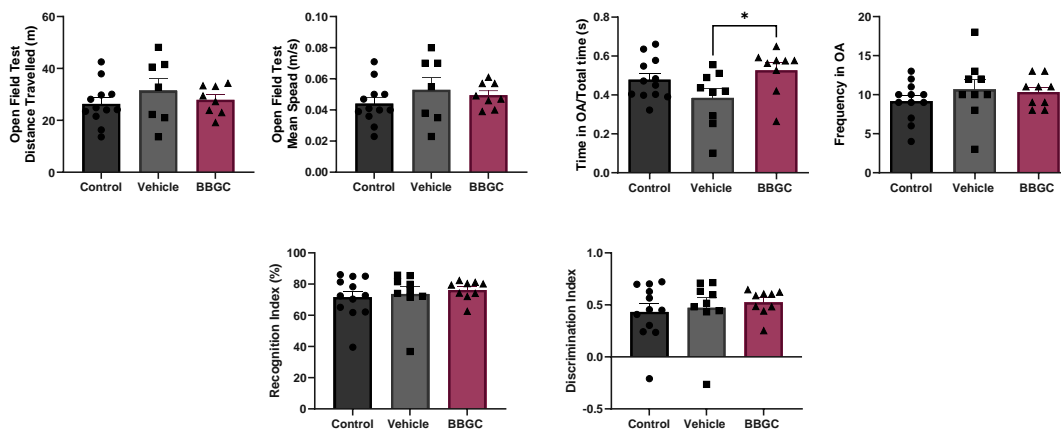 Open Field Test
Distance Travelled (m)
60
40
20
0
Control Vehicle BBGC
Open Field Test
Mean Spead (m/s)
0.10
0.08
0.06
0.04
0.02
0.00
Control Vehicle BBGC
Time in OA/Total time (s)
0.8
0.6
0.4
0.2
0.0
*
Control Vehicle BBGC
Frequency in OA
20
15
10
5
0
Control Vehicle BBGC
Recognition Index (%)
100
80
60
40
20
0
Control Vehicle BBGC
Discrimination Index
1.0
0.5
0.0
-0.5
Control Vehicle BBGC